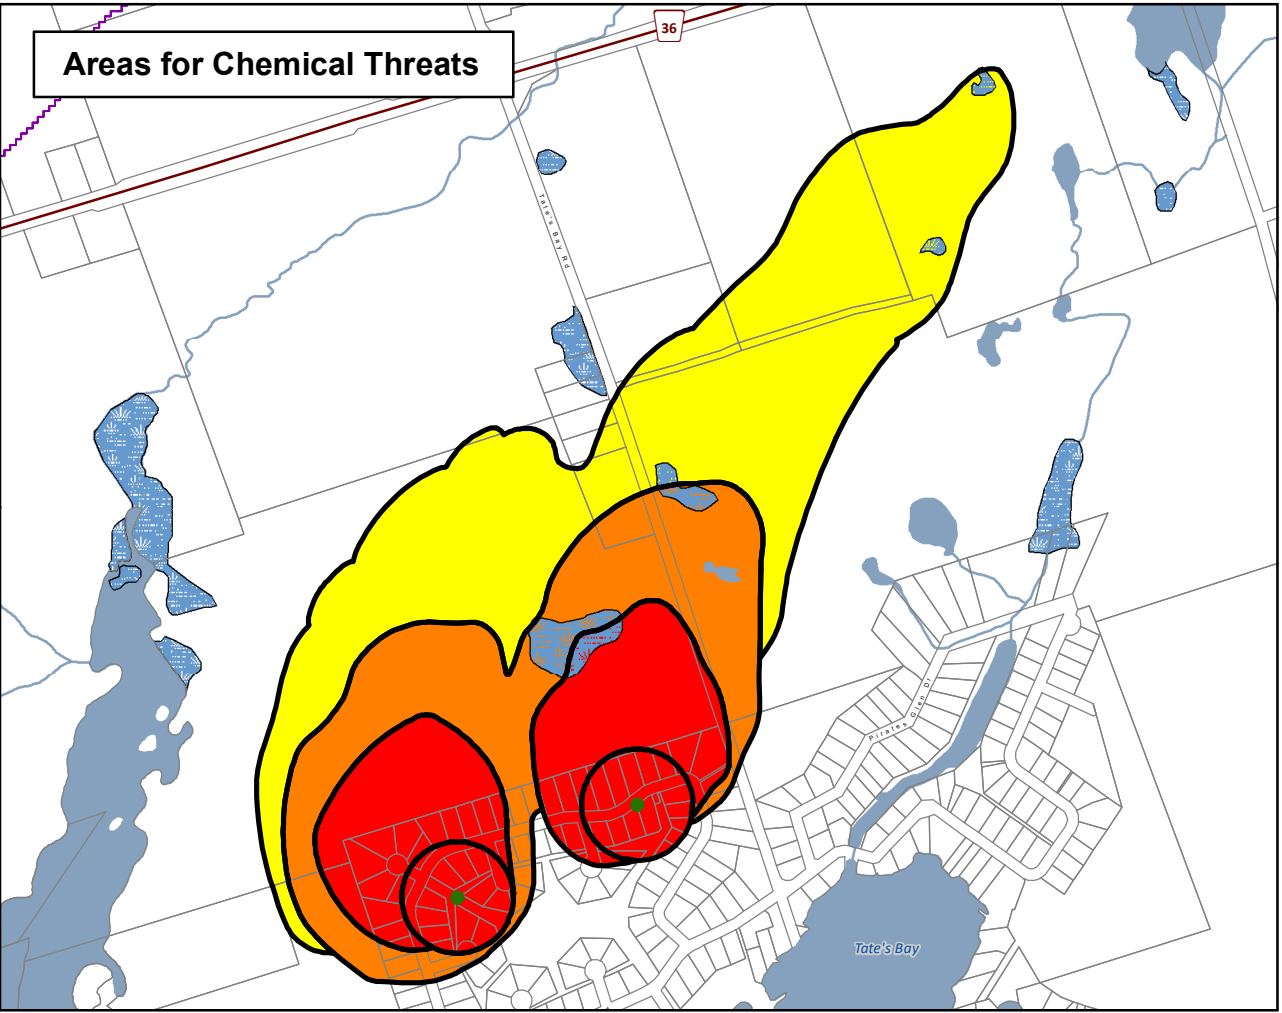 36
Areas for Chemical Threats
Tate's Bay Rd
Pirates Glen Dr
Tate's Bay